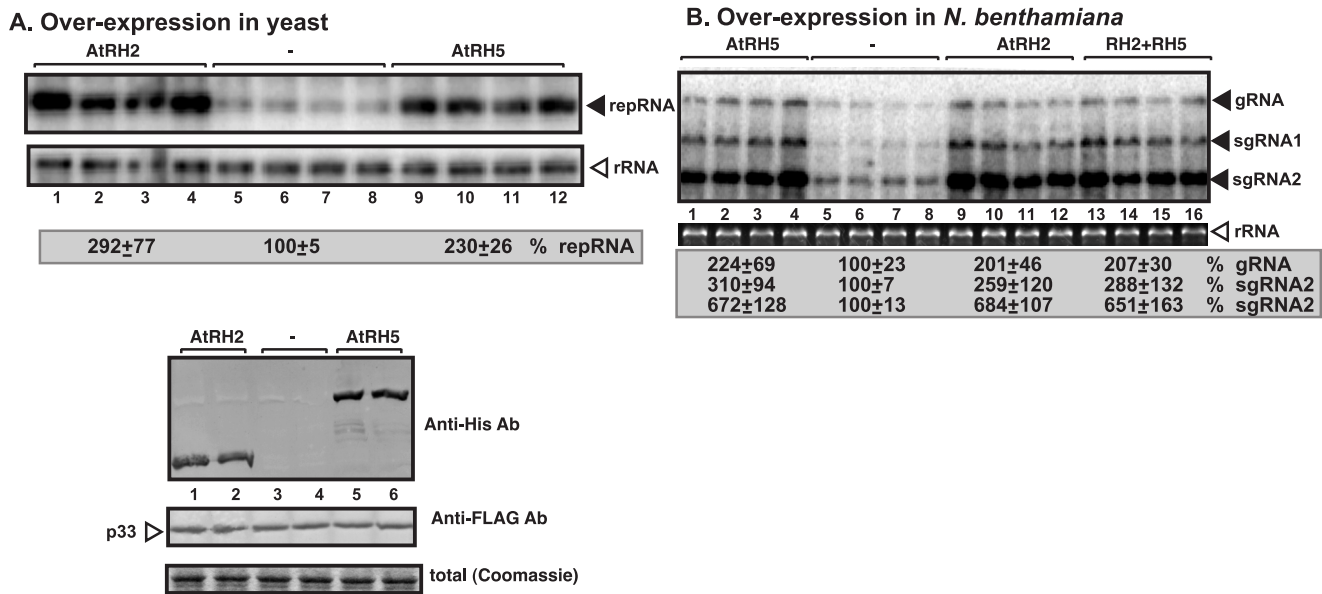 A. Over-expression in yeast
AtRH2 - AtRH5
repRNA
rRNA
1 2 3 4 5 6 7 8 9 10 11 12
292±77 100±5 230±26 % repRNA
AtRH2 - AtRH5
Anti-His Ab
1 2 3 4 5 6
p33 Anti-FLAG Ab
total (Coomassie)
B. Over-expression in N. benthamiana
AtRH5 - AtRH2 RH2+RH5
gRNA
sgRNA1
sgRNA2
1 2 3 4 5 6 7 8 9 10 11 12 13 14 15 16
rRNA
224±69 100±23 201±46 207±30 % gRNA
310±94 100±7 259±120 288±132 % sgRNA2
672±128 100±13 684±107 651±163 % sgRNA2